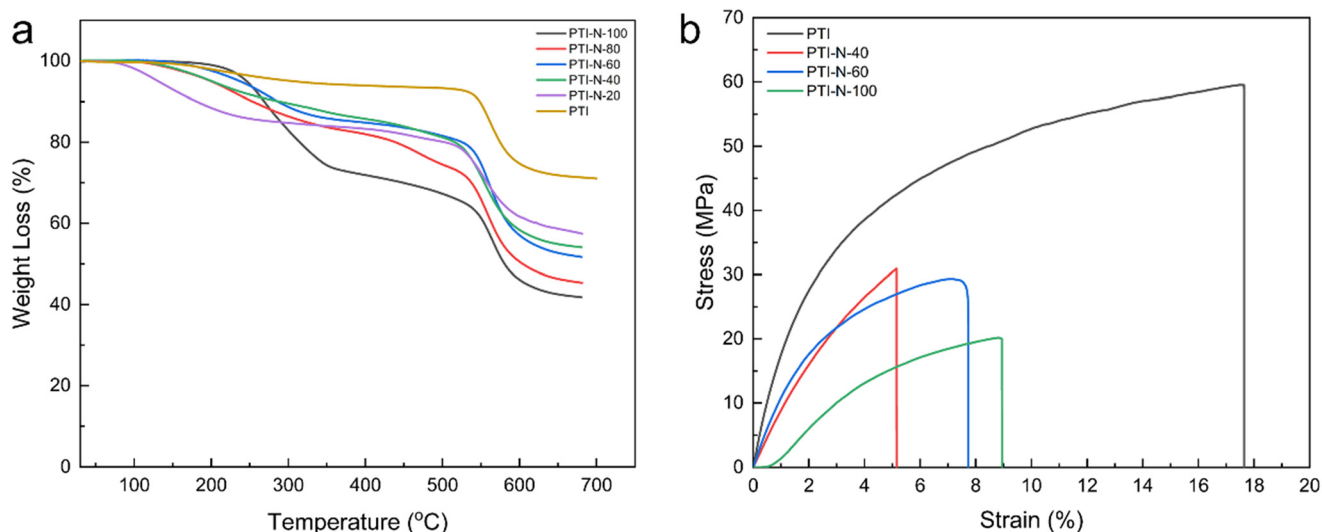 a
PTI-N-100
PTI-N-80
PTI-N-60
PTI-N-40
PTI-N-20
PTI
100
80
60
40
20
0
Weight Loss (%)
100 200 300 400 500 600 700
Temperature (°C)
b
PTI
PTI-N-40
PTI-N-60
PTI-N-100
70
60
50
40
30
20
10
0
Stress (MPa)
0 2 4 6 8 10 12 14 16 18 20
Strain (%)